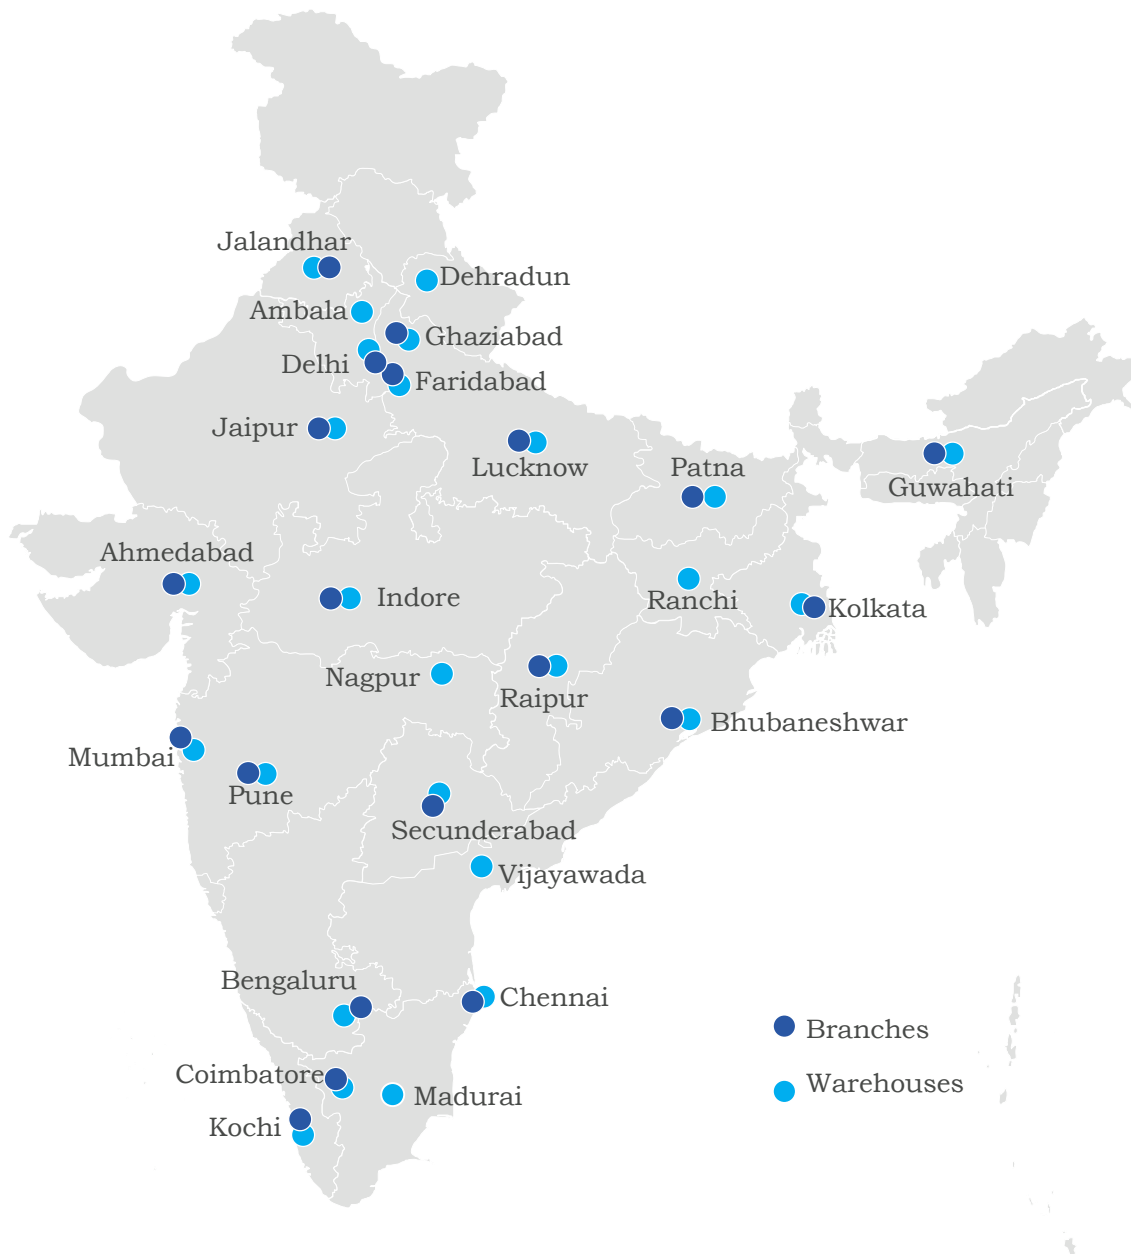 Jalandhar
Dehradun
Ambala
Ghaziabad
Delhi
Faridabad
Jaipur
Lucknow
Patna
Guwahati
Ahmedabad
Indore
Ranchi
Kolkata
Nagpur
Raipur
Bhubaneshwar
Mumbai
Pune
Secunderabad
Vijayawada
Bengaluru
Chennai
Branches
Coimbatore
Warehouses
Madurai
Kochi